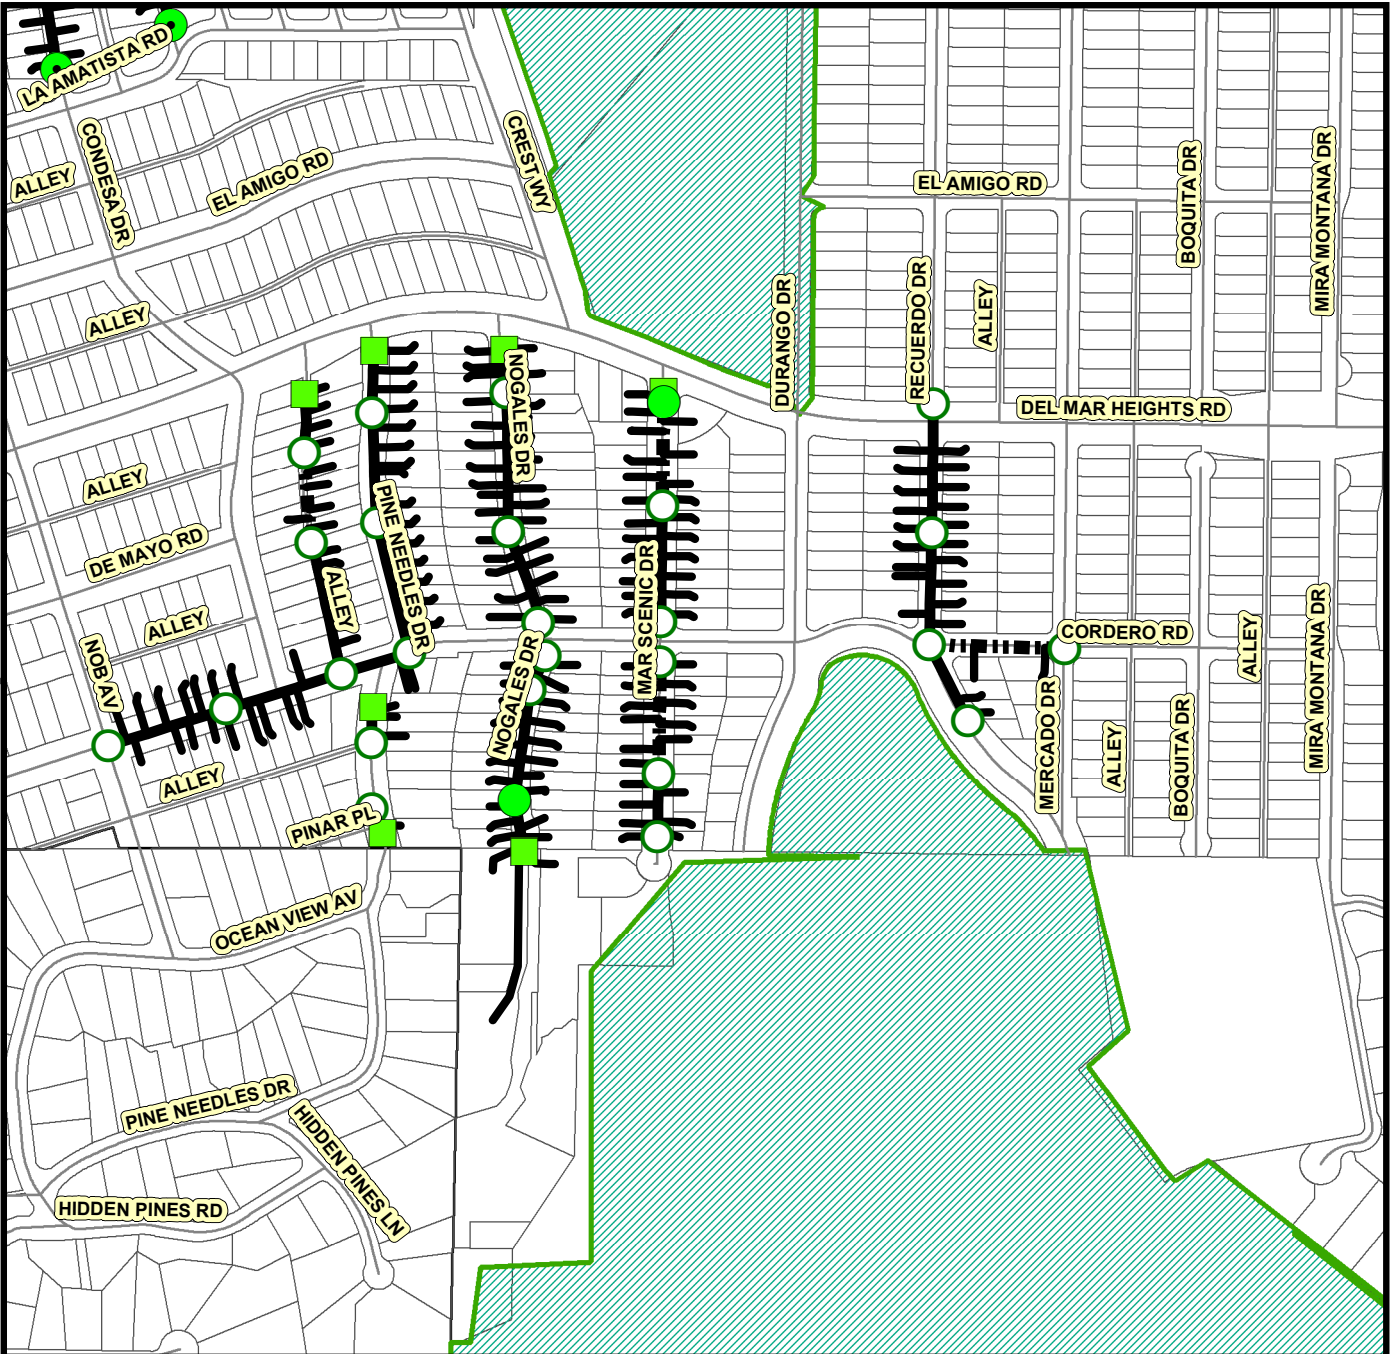 LA AMATISTA RD
CONDESA DR
ALLEY
EL AMIGO RD
CREST WY
EL AMIGO RD
BOQUITA DR
MIRA MONTANA DR
ALLEY
DURANGO DR
RECUERDO DR
ALLEY
NOGALES DR
DEL MAR HEIGHTS RD
ALLEY
DE MAYO RD
PINE NEEDLES DR
ALLEY
ALLEY
NOB AV
MAR SCENIC DR
NOGALES DR
CORDERO RD
ALLEY
MIRA MONTANA DR
MERCADO DR
ALLEY
BOQUITA DR
ALLEY
PINAR PL
OCEAN VIEW AV
PINE NEEDLES DR
HIDDEN PINES LN
HIDDEN PINES RD